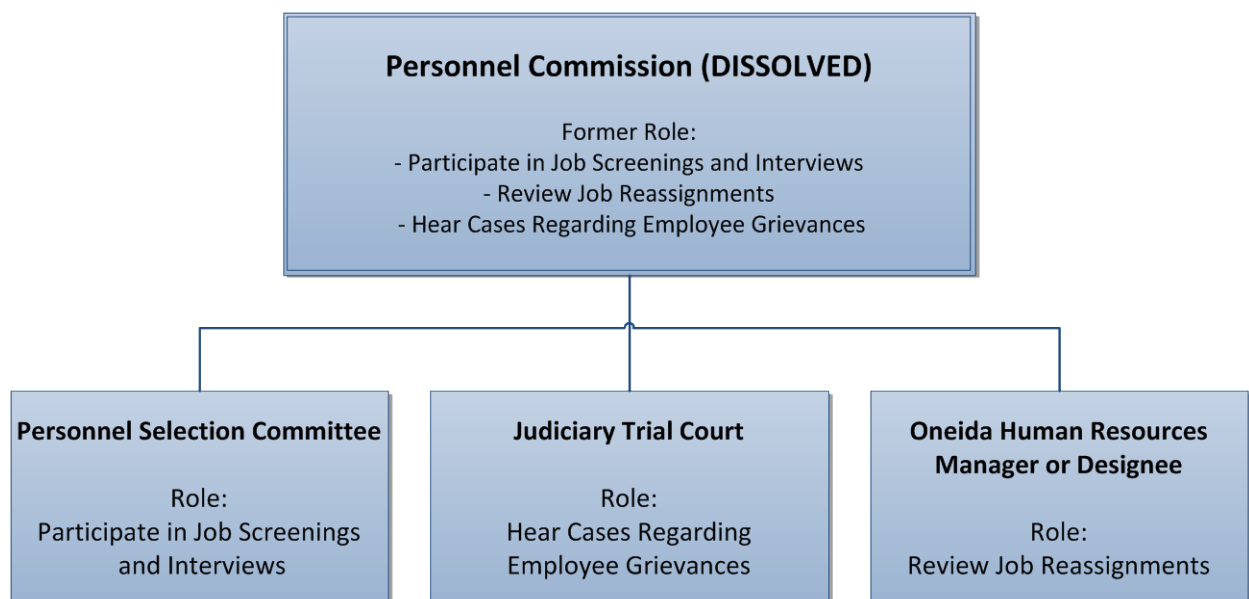 Personnel Commission (DISSOLVED)
Former Role:
- Participate in Job Screenings and Interviews
- Review Job Reassignments
- Hear Cases Regarding Employee Grievances
Personnel Selection Committee
Role:
Participate in Job Screenings
and Interviews
Judiciary Trial Court
Role:
Hear Cases Regarding
Employee Grievances
Oneida Human Resources
Manager or Designee
Role:
Review Job Reassignments